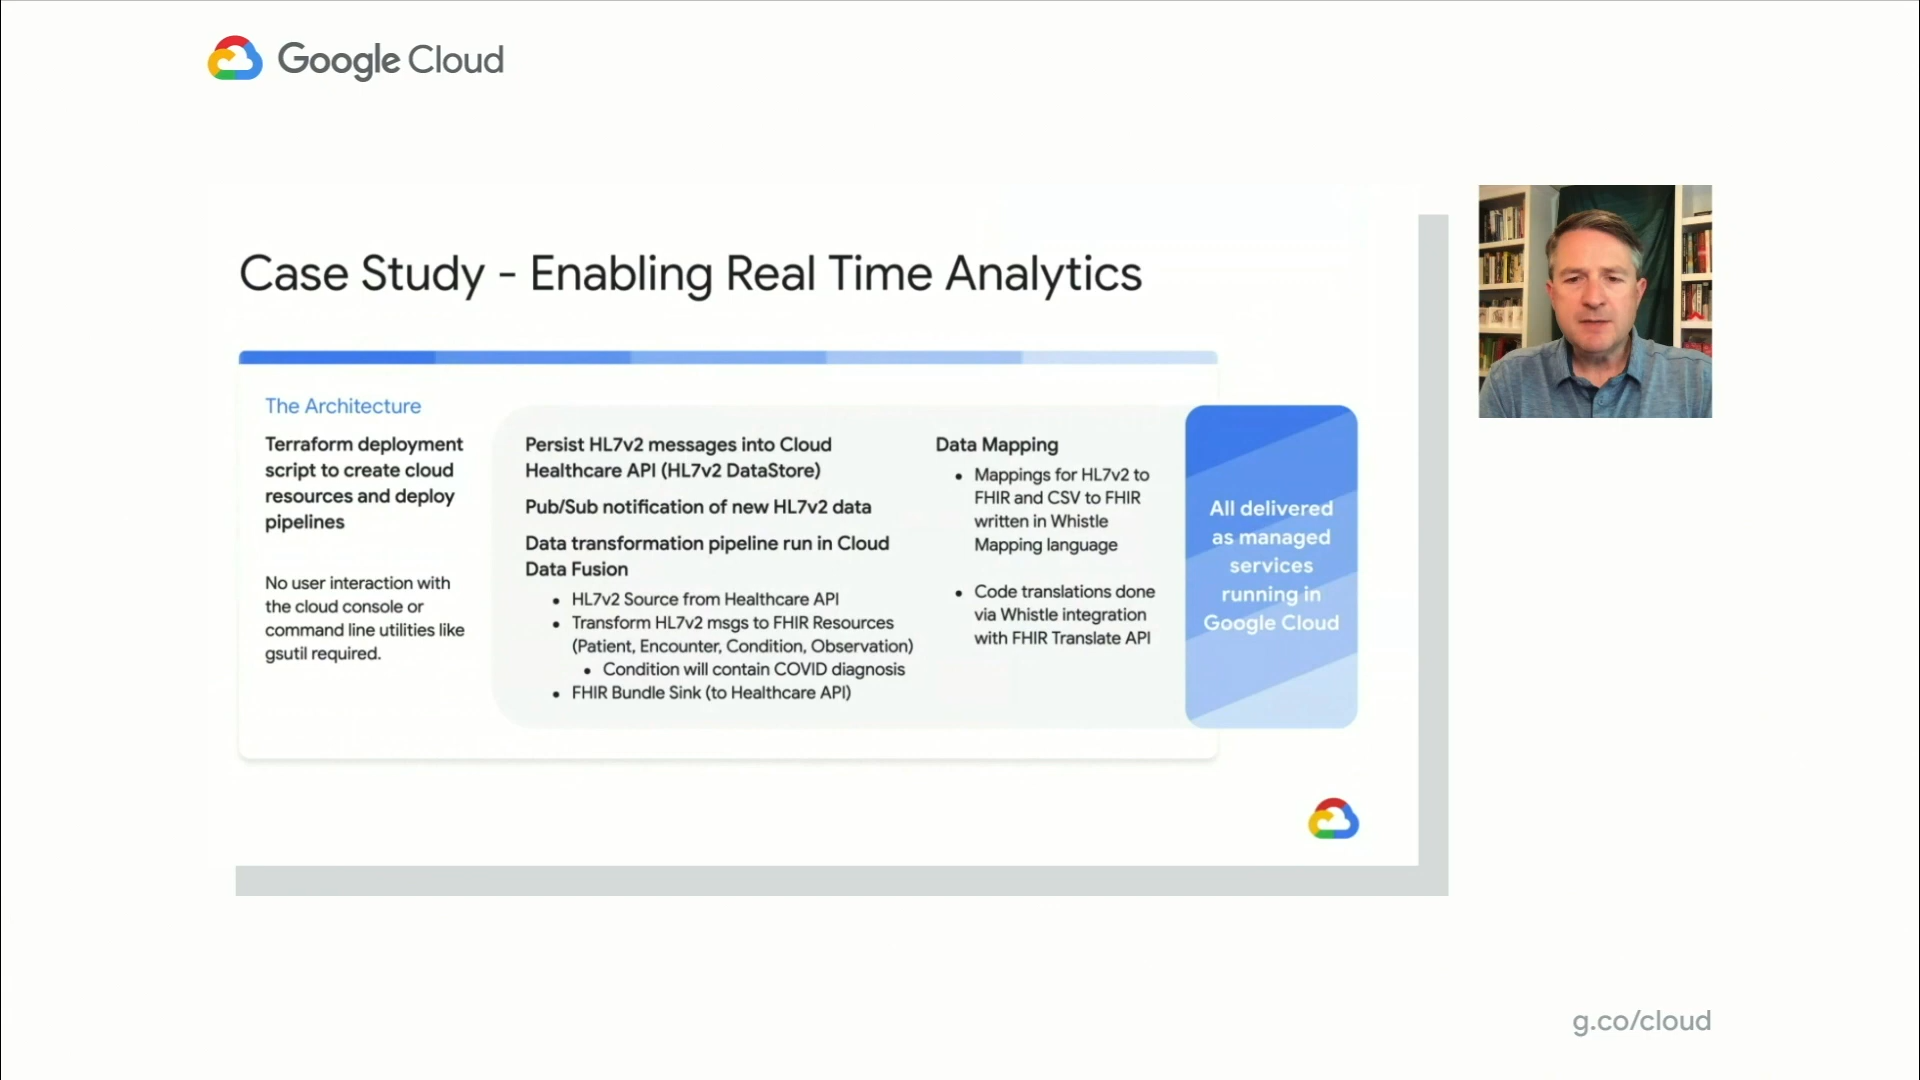 Google Cloud
Case Study - Enabling Real Time Analytics
The Architecture
Terraform deployment
script to create cloud
resources and deploy
pipelines
No user interaction with
the cloud console or
command line utilities like
gsutil required.
Persist HL7v2 messages into Cloud
Healthcare API (HL7v2 DataStore)
Pub/Sub notification of new HL7v2 data
Data transformation pipeline run in Cloud
Data Fusion
• HL7v2 Source from Healthcare API
• Transform HL7v2 msgs to FHIR Resources
(Patient, Encounter, Condition, Observation)
• Condition will contain COVID diagnosis
• FHIR Bundle Sink (to Healthcare API)
Data Mapping
• Mappings for HL7v2 to
FHIR and CSV to FHIR
written in Whistle
Mapping language
• Code translations done
via Whistle integration
with FHIR Translate API
All delivered
as managed
services
running in
Google Cloud
g.co/cloud